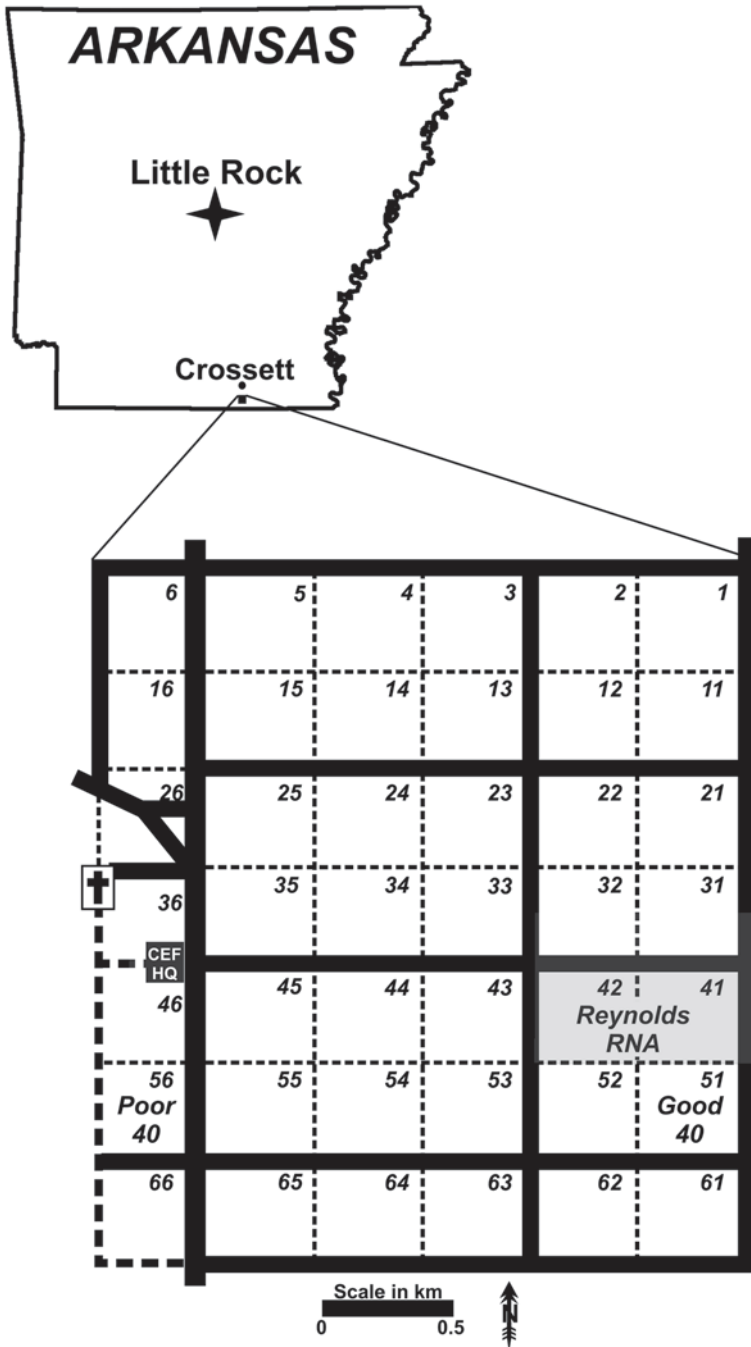 ARKANSAS
Little Rock
Crossett
6 5 4 3 2 1
16 15 14 13 12 11
26 25 24 23 22 21
36 35 34 33 32 31
CEF
HQ
46 45 44 43 42 41
Reynolds
RNA
56 55 54 53 52 51
Poor
40
Good
40
66 65 64 63 62 61
Scale in km
0 0.5
N